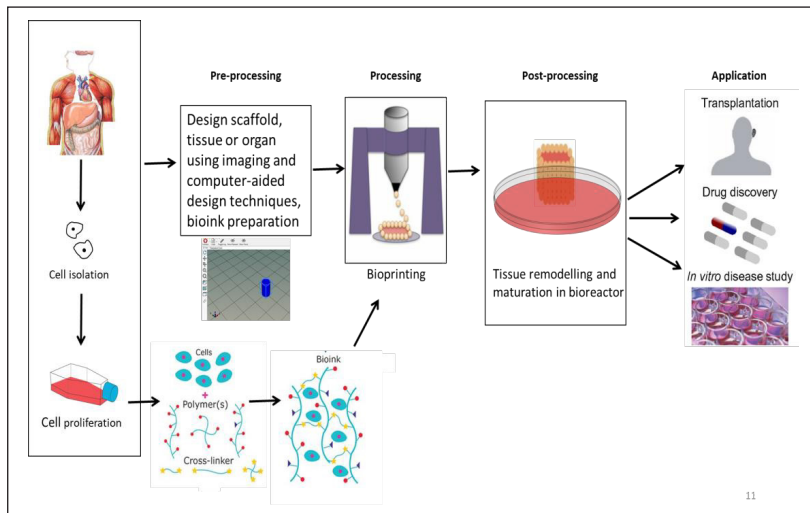 Pre-processing
Processing
Post-processing
Application
Design scaffold,
tissue or organ
using imaging and
computer-aided
design techniques,
bioink preparation
Bioprinting
Tissue remodelling and
maturation in bioreactor
Transplantation
Drug discovery
In vitro disease study
Cell isolation
Cell proliferation
Cells
+
Polymer(s)
Cross-linker
Bioink
11